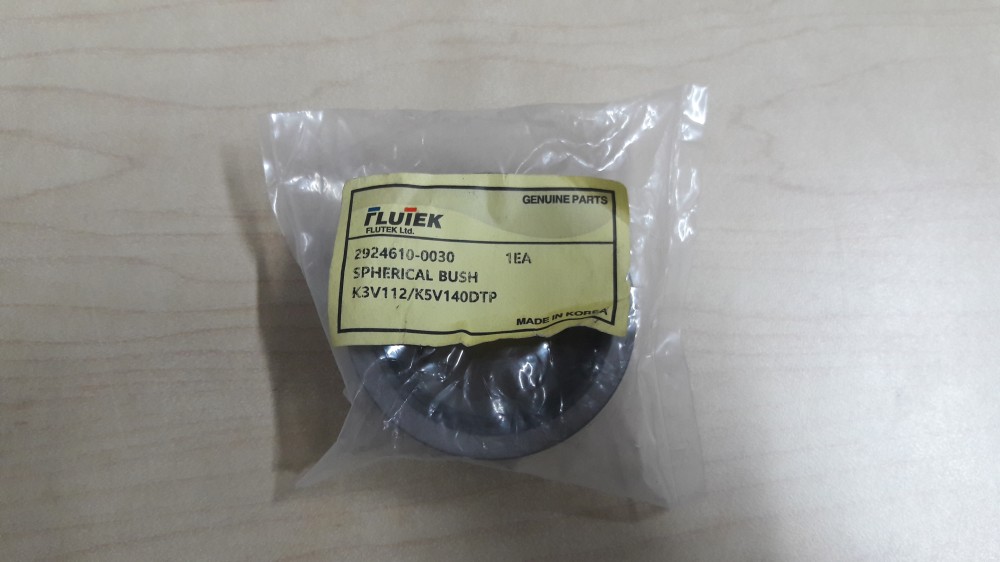 GENUINE PARTS
FLUTEK
FLUTEK Ltd.
2924610-0030 1EA
SPHERICAL BUSH
K3V112/K5V140DTP
MADE IN KOREA